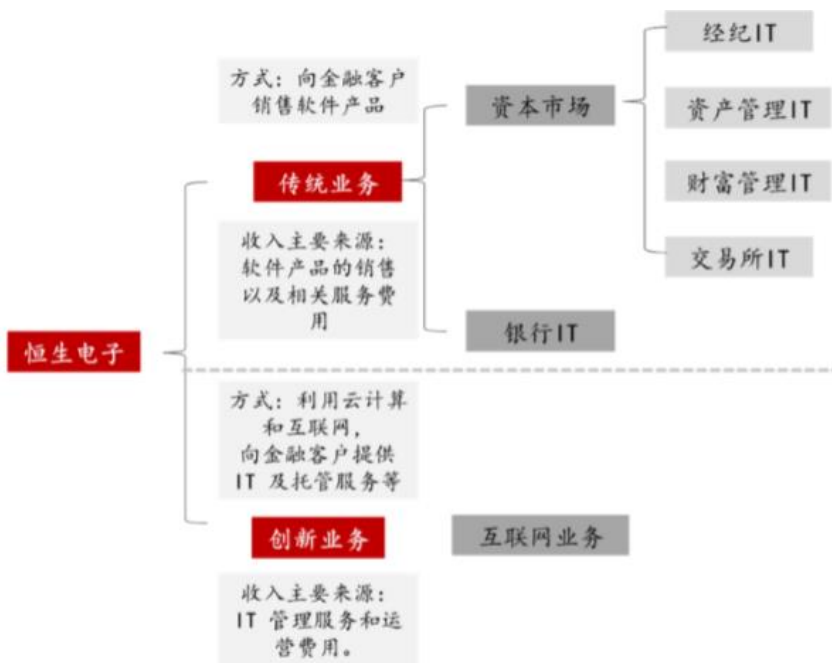 经纪IT
方式：向金融客户
销售软件产品
资本市场
资产管理IT
传统业务
财富管理IT
收入主要来源：
软件产品的销售
以及相关服务费
用
交易所IT
银行IT
恒生电子
方式：利用云计算
和互联网，
向金融客户提供
IT 及托管服务等
创新业务
互联网业务
收入主要来源：
IT 管理服务和运
营费用。